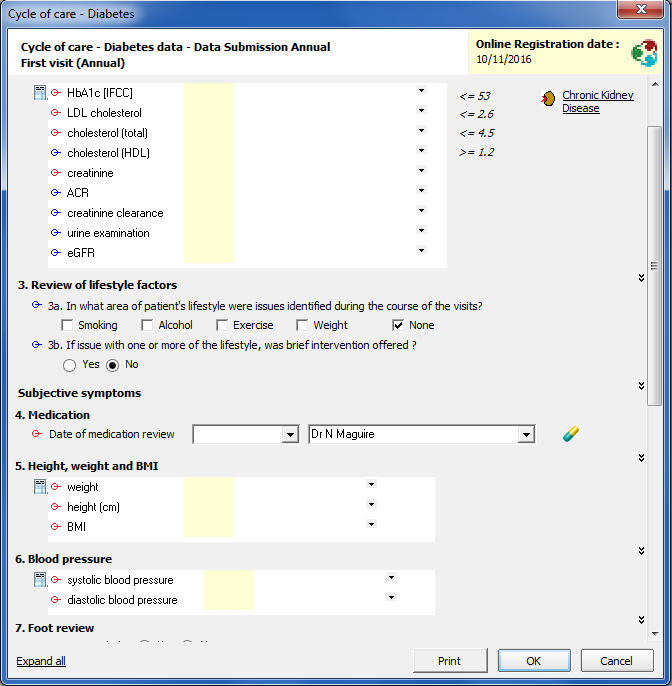 Cycle of care - Diabetes
Cycle of care - Diabetes data - Data Submission Annual
First visit (Annual)
Online Registration date :
10/11/2016
HbA1c [IFCC] <= 53
LDL cholesterol <= 2.6
cholesterol (total) <= 4.5
cholesterol (HDL) >= 1.2
creatinine
ACR
creatinine clearance
urine examination
eGFR
Chronic Kidney
Disease
3. Review of lifestyle factors
3a. In what area of patient's lifestyle were issues identified during the course of the visits?
Smoking Alcohol Exercise Weight None
3b. If issue with one or more of the lifestyle, was brief intervention offered ?
Yes No
Subjective symptoms
4. Medication
Date of medication review Dr N Maguire
5. Height, weight and BMI
weight
height (cm)
BMI
6. Blood pressure
systolic blood pressure
diastolic blood pressure
7. Foot review
Expand all Print OK Cancel